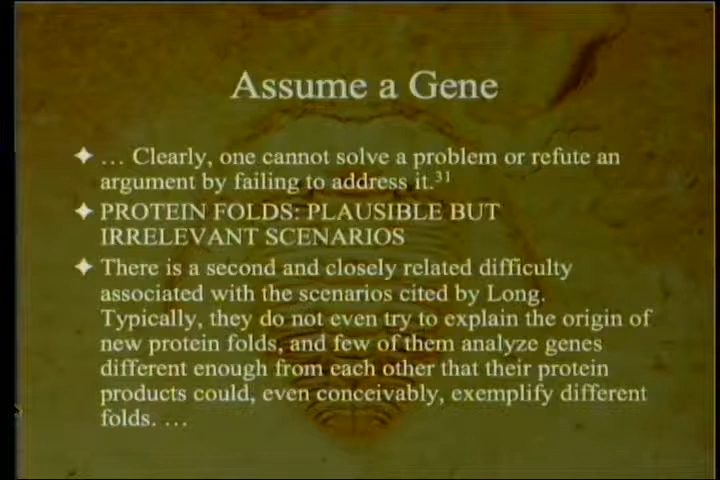 Assume a Gene
✦ … Clearly, one cannot solve a problem or refute an
argument by failing to address it.³¹
✦ PROTEIN FOLDS: PLAUSIBLE BUT
IRRELEVANT SCENARIOS
✦ There is a second and closely related difficulty
associated with the scenarios cited by Long.
Typically, they do not even try to explain the origin of
new protein folds, and few of them analyze genes
different enough from each other that their protein
products could, even conceivably, exemplify different
folds. …